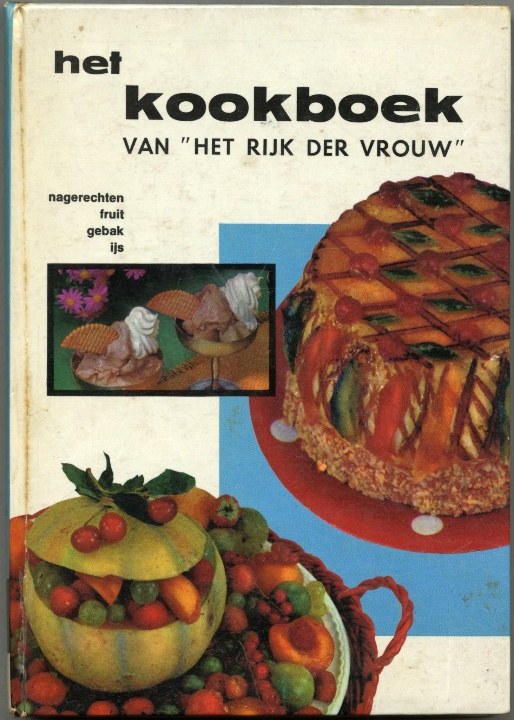 het
kookboek
VAN "HET RIJK DER VROUW"
nagerechten
fruit
gebak
ijs